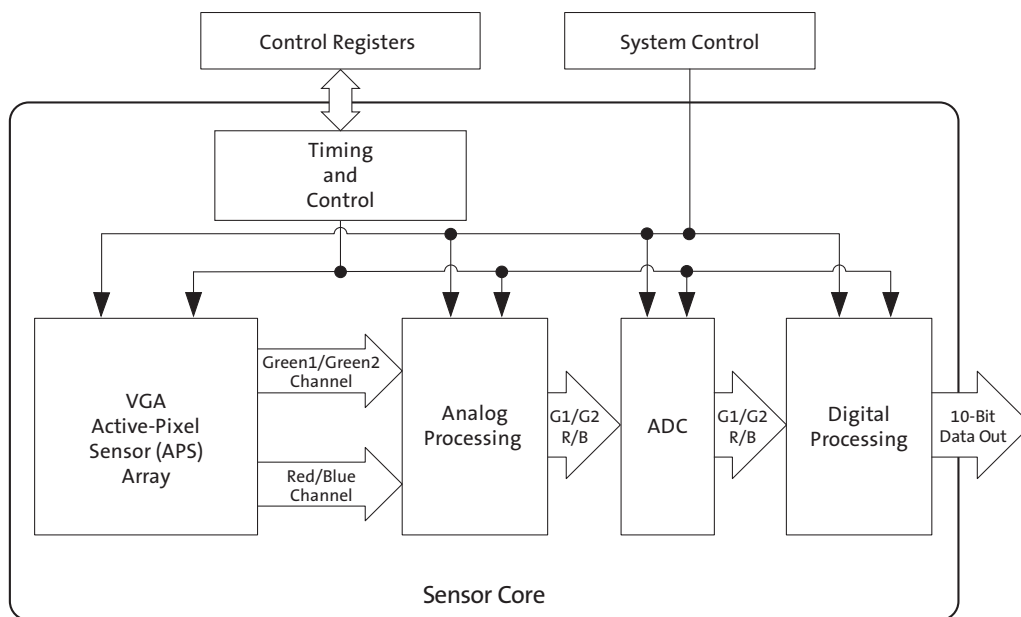 Control Registers
System Control
Timing
and
Control
VGA
Active-Pixel
Sensor (APS)
Array
Green1/Green2
Channel
Red/Blue
Channel
Analog
Processing
G1/G2
R/B
ADC
G1/G2
R/B
Digital
Processing
10-Bit
Data Out
Sensor Core